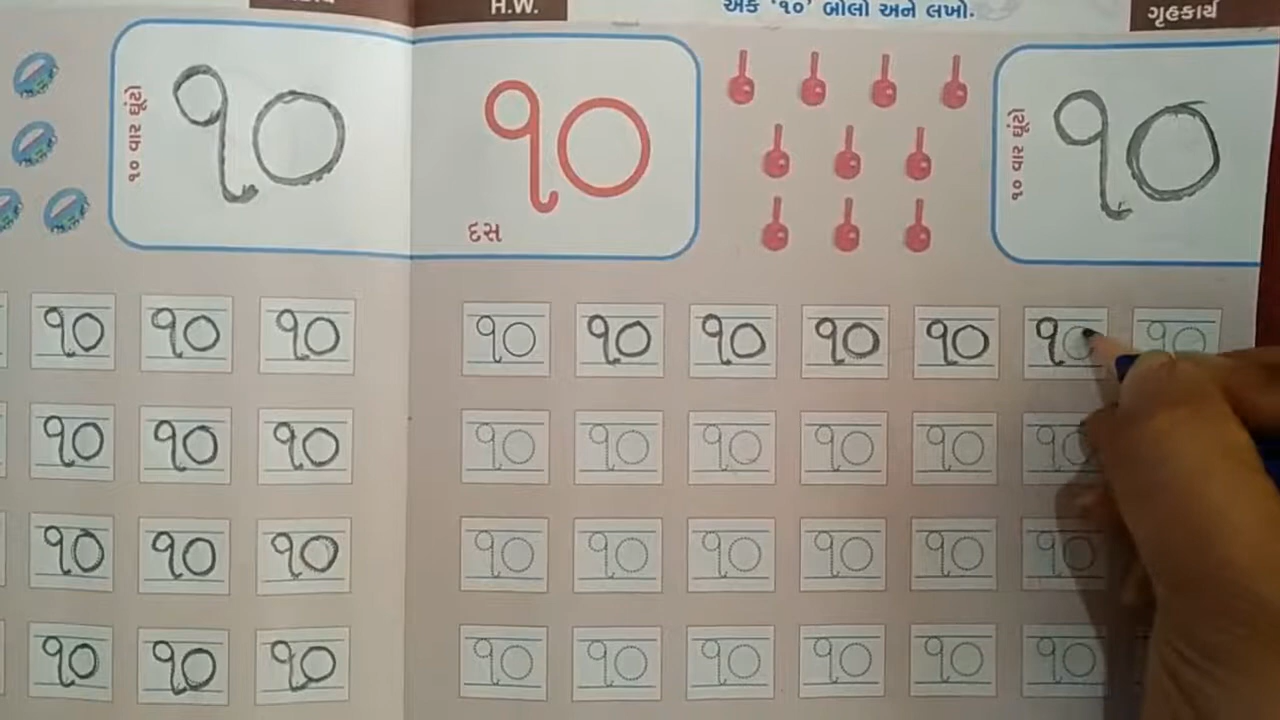 H.W.
અંક '૧૦' બોલો અને લખો.
ગૃહકાર્ય
૧૦ વાર ઘૂંટો
૧૦
૧૦
દસ
૧૦ વાર ઘૂંટો
૧૦
૧૦ ૧૦ ૧૦
૧૦ ૧૦ ૧૦ ૧૦ ૧૦ ૧૦ ૧૦
૧૦ ૧૦ ૧૦
૧૦ ૧૦ ૧૦ ૧૦ ૧૦ ૧૦
૧૦ ૧૦ ૧૦
૧૦ ૧૦ ૧૦ ૧૦ ૧૦ ૧૦
૧૦ ૧૦ ૧૦
૧૦ ૧૦ ૧૦ ૧૦ ૧૦ ૧૦